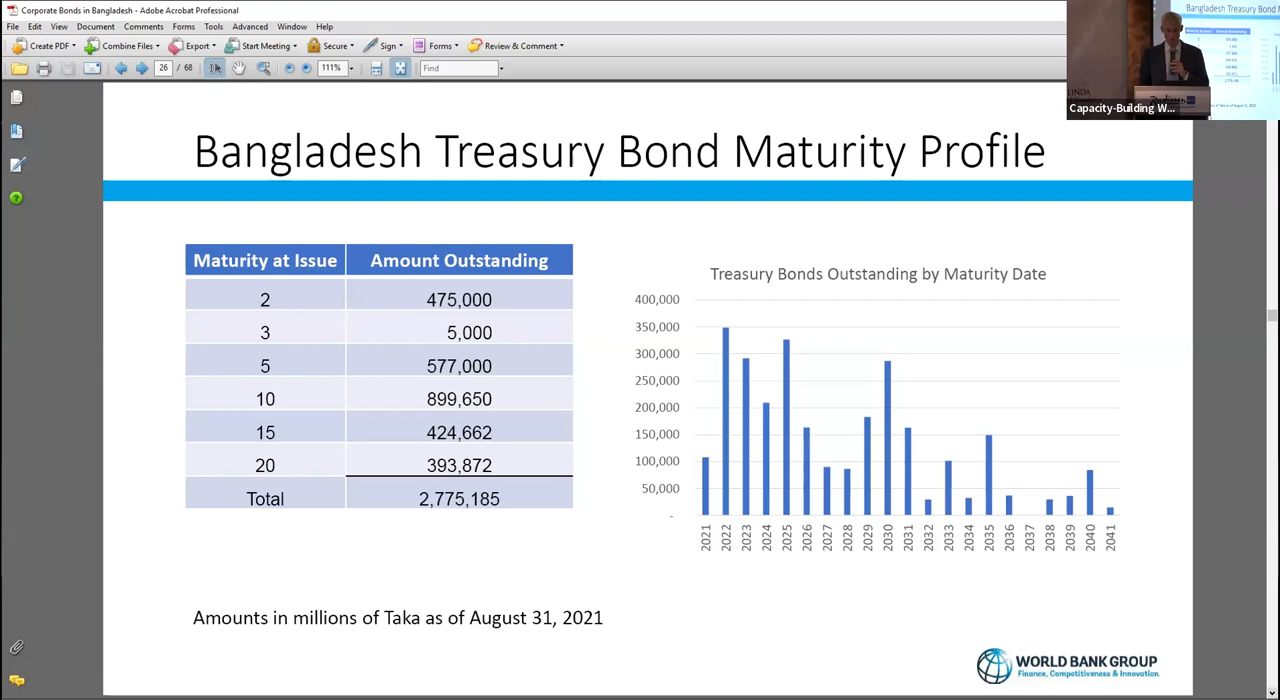 Corporate Bonds in Bangladesh - Adobe Acrobat Professional
File Edit View Document Comments Forms Tools Advanced Window Help
Create PDF Combine Files Export Start Meeting Secure Sign Forms Review & Comment
26 / 68 111% Find
Bangladesh Treasury Bond M
Capacity-Building W...
Bangladesh Treasury Bond Maturity Profile
Maturity at Issue Amount Outstanding
2 475,000
3 5,000
5 577,000
10 899,650
15 424,662
20 393,872
Total 2,775,185
Treasury Bonds Outstanding by Maturity Date
400,000
350,000
300,000
250,000
200,000
150,000
100,000
50,000
-
2021 2022 2023 2024 2025 2026 2027 2028 2029 2030 2031 2032 2033 2034 2035 2036 2037 2038 2039 2040 2041
Amounts in millions of Taka as of August 31, 2021
WORLD BANK GROUP
Finance, Competitiveness & Innovation